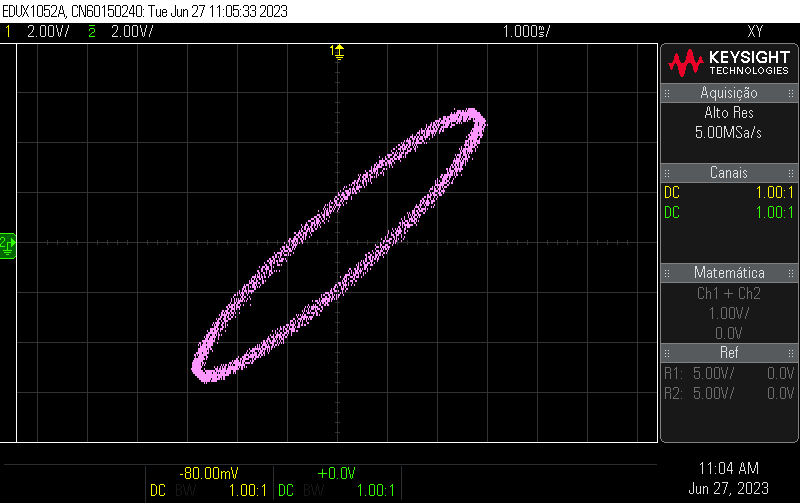 EDUX1052A, CN60150240: Tue Jun 27 11:05:33 2023
1 2.00V/ 2 2.00V/ 1.000ms/ XY
1
KEYSIGHT
TECHNOLOGIES
Aquisição
Alto Res
5.00MSa/s
Canais
DC 1.00:1
DC 1.00:1
2
Matemática
Ch1 + Ch2
1.00V/
0.0V
Ref
R1: 5.00V/ 0.0V
R2: 5.00V/ 0.0V
-80.00mV +0.0V
DC BW 1.00:1 DC BW 1.00:1
11:04 AM
Jun 27, 2023